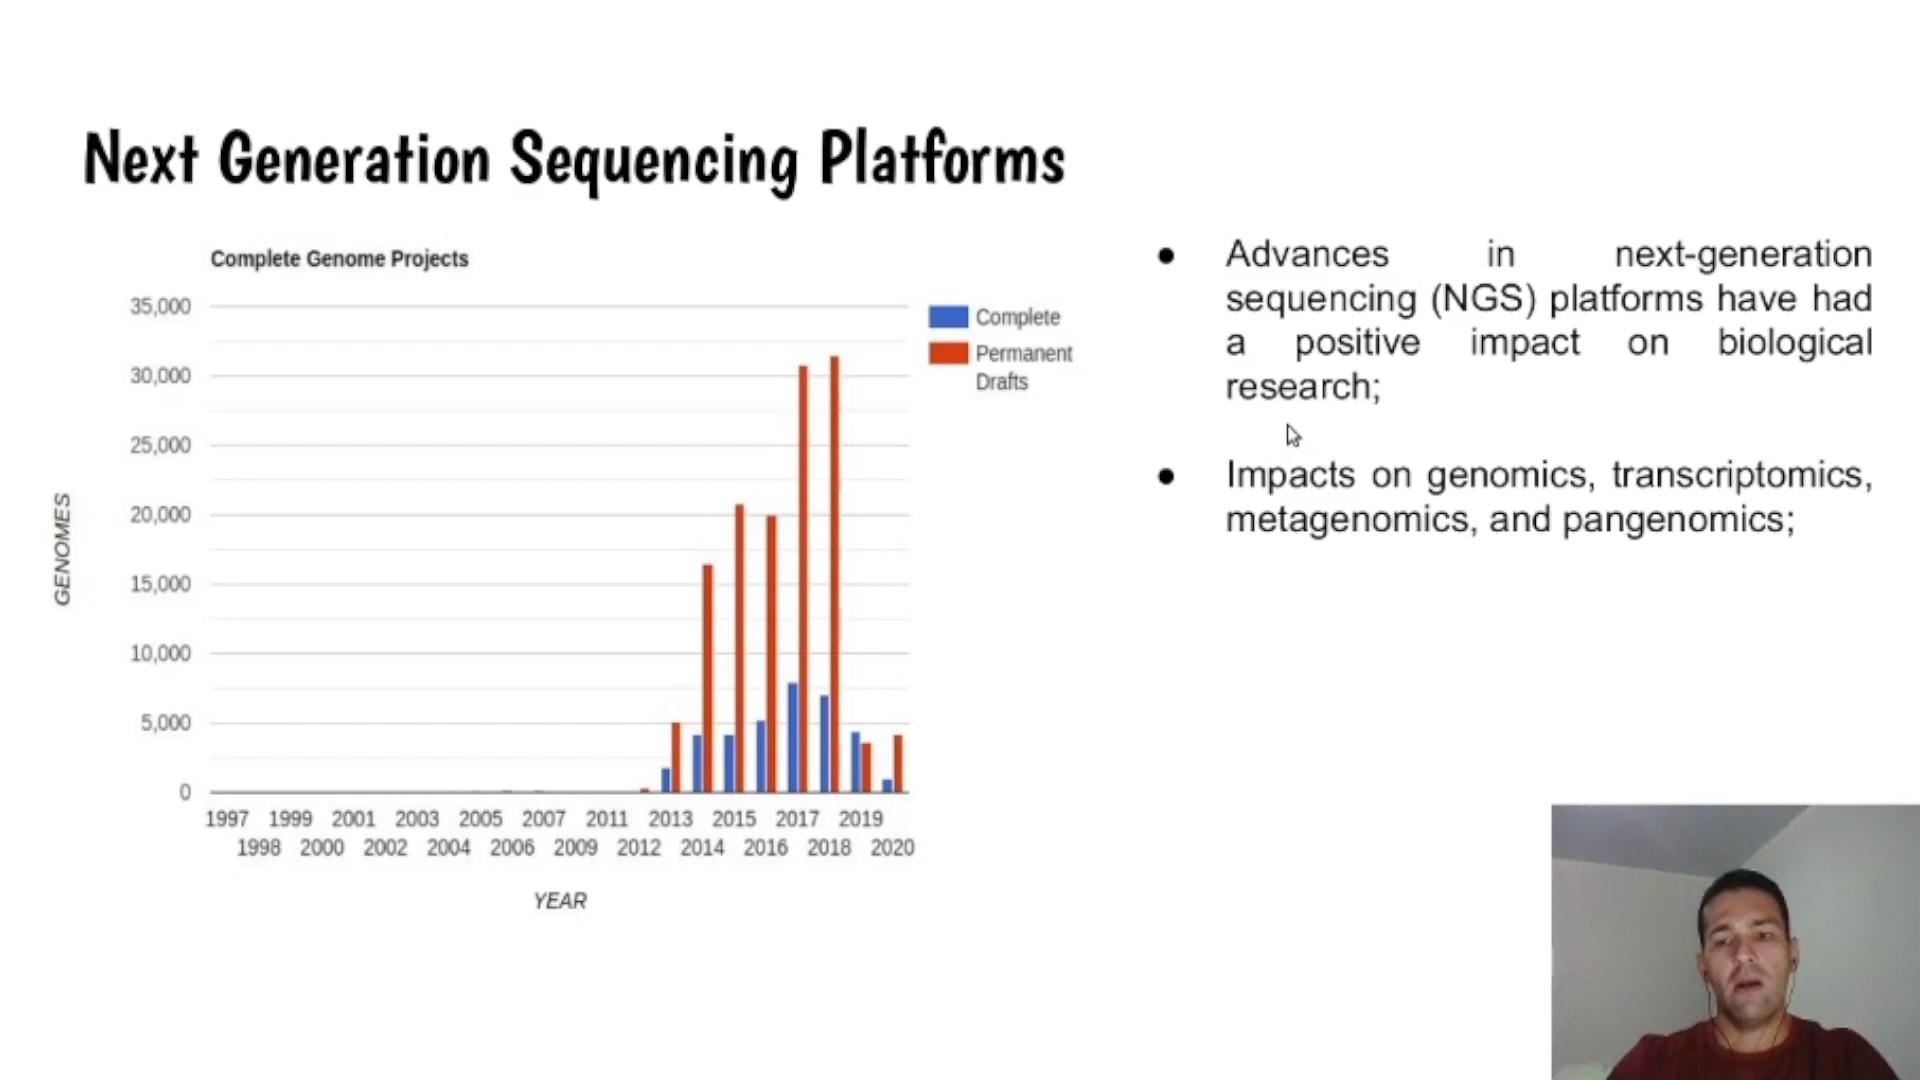 Next Generation Sequencing Platforms
Complete Genome Projects
35,000
30,000
25,000
20,000
15,000
10,000
5,000
0
GENOMES
1997 1999 2001 2003 2005 2007 2011 2013 2015 2017 2019
1998 2000 2002 2004 2006 2009 2012 2014 2016 2018 2020
YEAR
Complete
Permanent
Drafts
● Advances in next-generation
sequencing (NGS) platforms have had
a positive impact on biological
research;
● Impacts on genomics, transcriptomics,
metagenomics, and pangenomics;